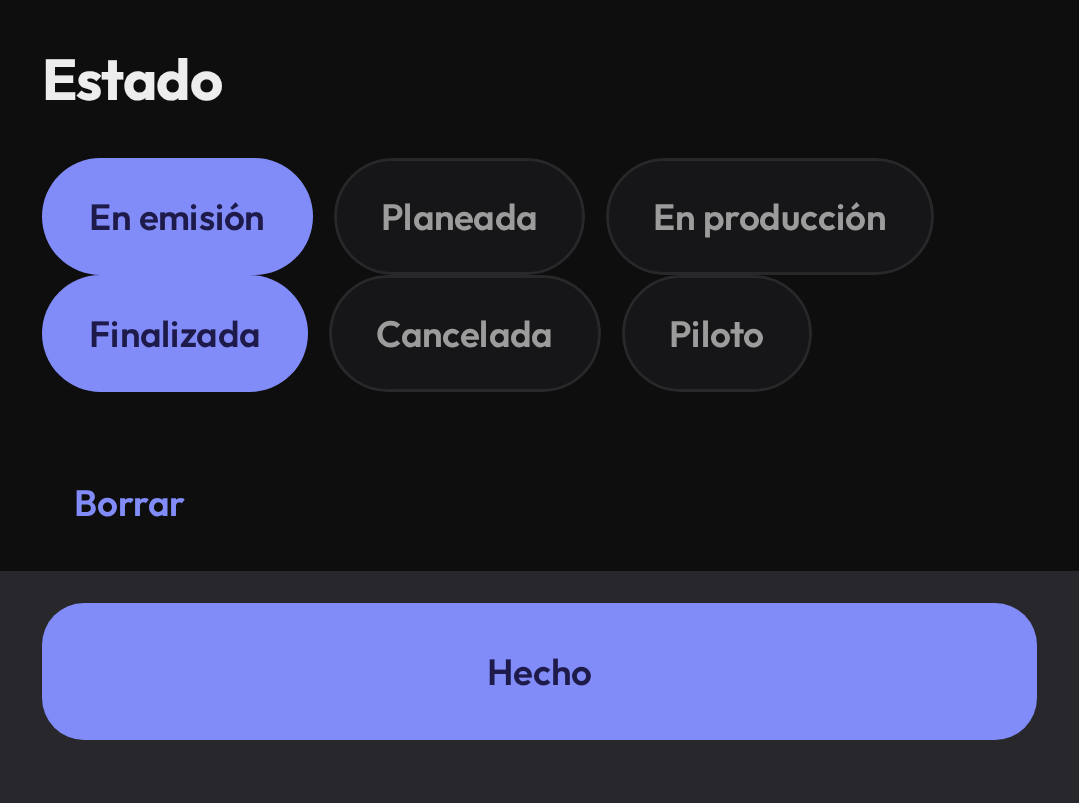 Estado
En emisión Planeada En producción
Finalizada Cancelada Piloto
Borrar
Hecho